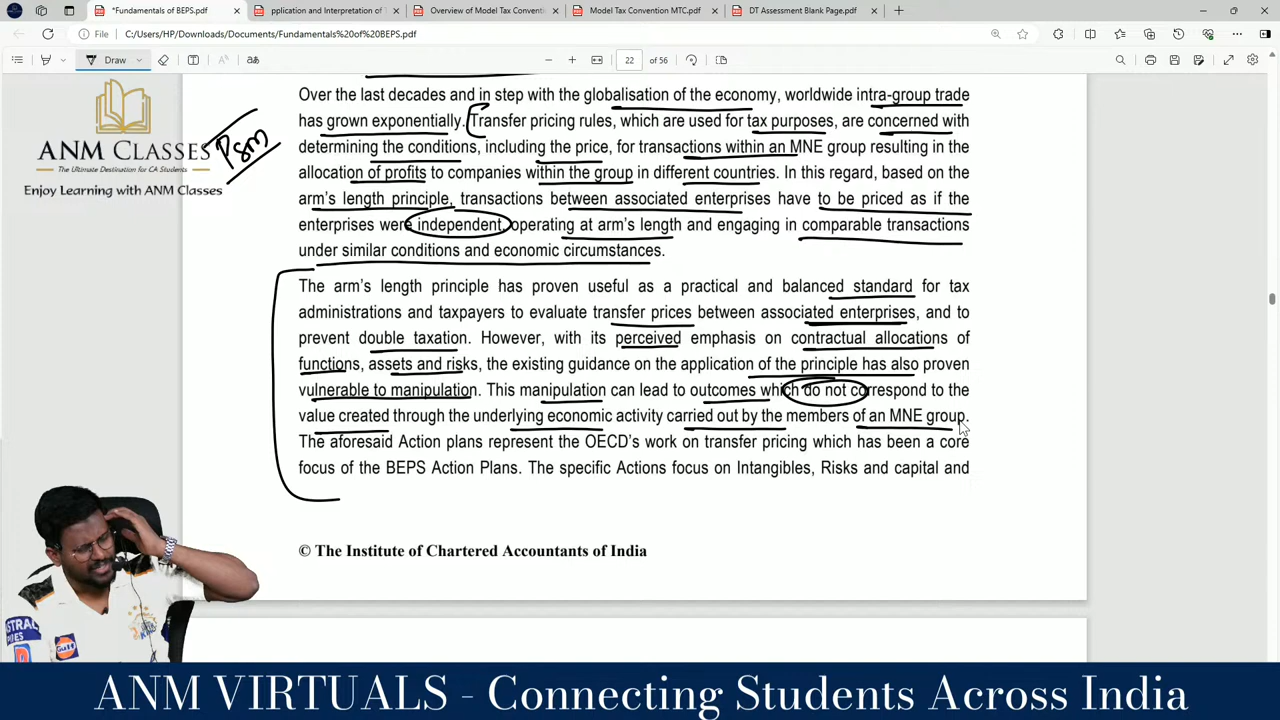 *Fundamentals of BEPS.pdf
pplication and Interpretation of
Overview of Model Tax Conventi
Model Tax Convention MTC.pdf
DT Assessment Blank Page.pdf
File
C:/Users/HP/Downloads/Documents/Fundamentals%20of%20BEPS.pdf
Draw
22
of 56
Over the last decades and in step with the globalisation of the economy, worldwide intra-group trade
has grown exponentially. Transfer pricing rules, which are used for tax purposes, are concerned with
determining the conditions, including the price, for transactions within an MNE group resulting in the
allocation of profits to companies within the group in different countries. In this regard, based on the
arm's length principle, transactions between associated enterprises have to be priced as if the
enterprises were independent, operating at arm's length and engaging in comparable transactions
under similar conditions and economic circumstances.
The arm's length principle has proven useful as a practical and balanced standard for tax
administrations and taxpayers to evaluate transfer prices between associated enterprises, and to
prevent double taxation. However, with its perceived emphasis on contractual allocations of
functions, assets and risks, the existing guidance on the application of the principle has also proven
vulnerable to manipulation. This manipulation can lead to outcomes which do not correspond to the
value created through the underlying economic activity carried out by the members of an MNE group.
The aforesaid Action plans represent the OECD's work on transfer pricing which has been a core
focus of the BEPS Action Plans. The specific Actions focus on Intangibles, Risks and capital and
© The Institute of Chartered Accountants of India
ANM CLASSES
The Ultimate Destination for CA Students
Enjoy Learning with ANM Classes
Gulf
ANM VIRTUALS - Connecting Students Across India